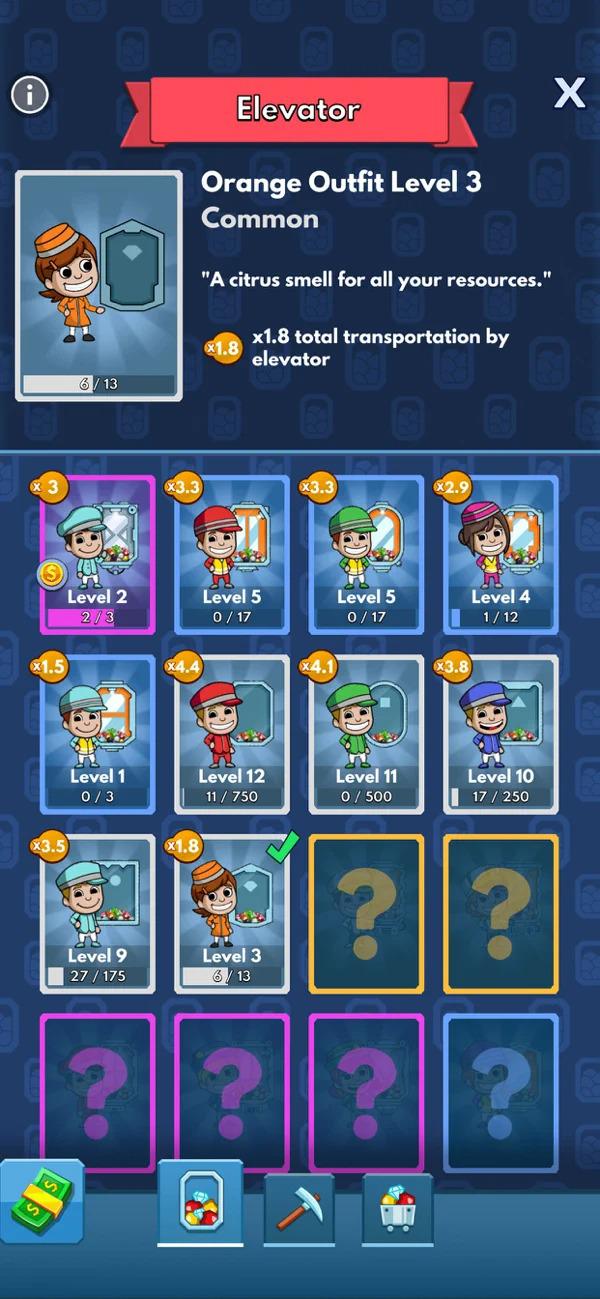 i
Elevator
X
Orange Outfit Level 3
Common
"A citrus smell for all your resources."
x1.8
x1.8 total transportation by
elevator
6 / 13
x 3
x3.3
x3.3
x2.9
S
Level 2
Level 5
Level 5
Level 4
2 / 3
0 / 17
0 / 17
1 / 12
x1.5
x4.4
x4.1
x3.8
Level 1
Level 12
Level 11
Level 10
0 / 3
11 / 750
0 / 500
17 / 250
x3.5
x1.8
? ?
Level 9
Level 3
27 / 175
6 / 13
? ? ? ?
$ $